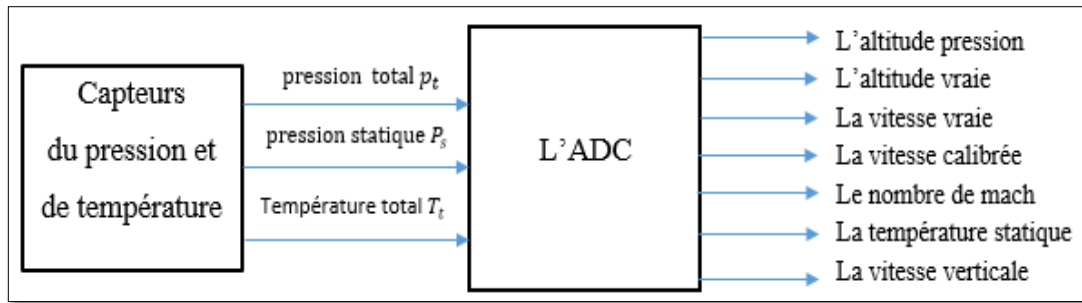 Capteurs
du pression et
de température
pression total pₜ
pression statique Pₛ
Température total Tₜ
L'ADC
L'altitude pression
L'altitude vraie
La vitesse vraie
La vitesse calibrée
Le nombre de mach
La température statique
La vitesse verticale